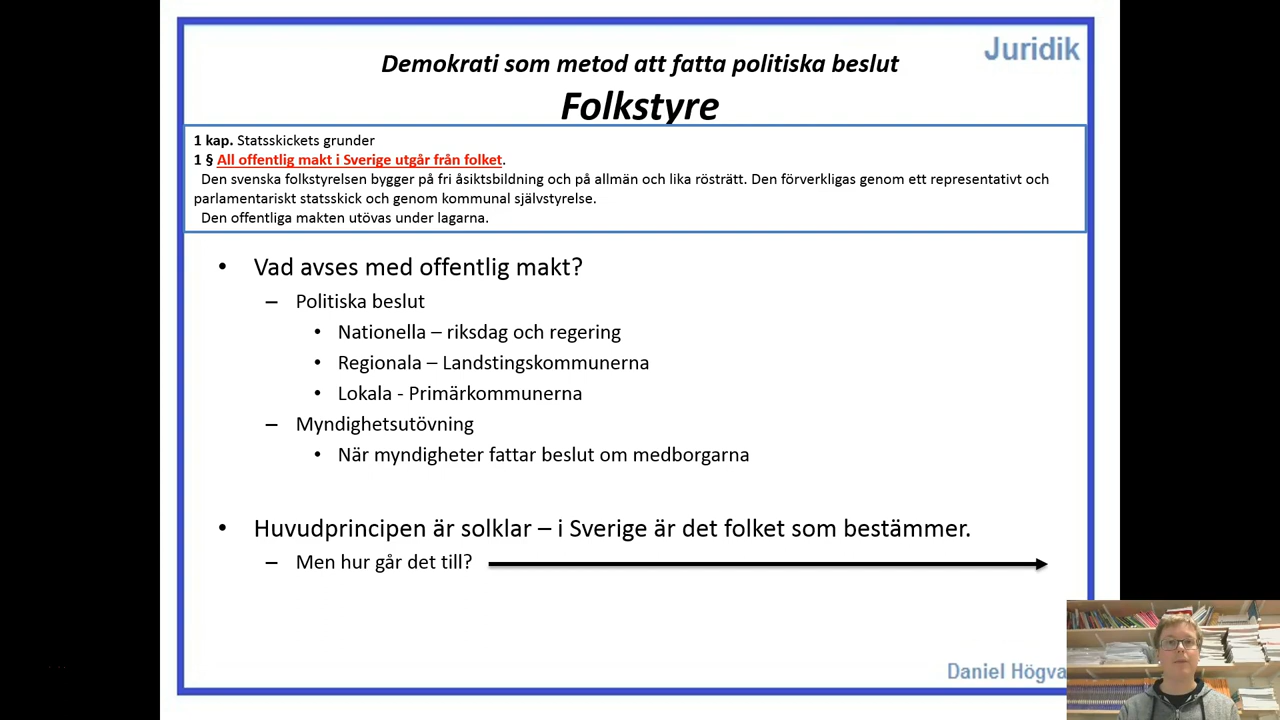 Juridik
Demokrati som metod att fatta politiska beslut
Folkstyre
1 kap. Statsskickets grunder
1 § All offentlig makt i Sverige utgår från folket.
Den svenska folkstyrelsen bygger på fri åsiktsbildning och på allmän och lika rösträtt. Den förverkligas genom ett representativt och
parlamentariskt statsskick och genom kommunal självstyrelse.
Den offentliga makten utövas under lagarna.
• Vad avses med offentlig makt?
– Politiska beslut
• Nationella – riksdag och regering
• Regionala – Landstingskommunerna
• Lokala - Primärkommunerna
– Myndighetsutövning
• När myndigheter fattar beslut om medborgarna
• Huvudprincipen är solklar – i Sverige är det folket som bestämmer.
– Men hur går det till?
Daniel Högva